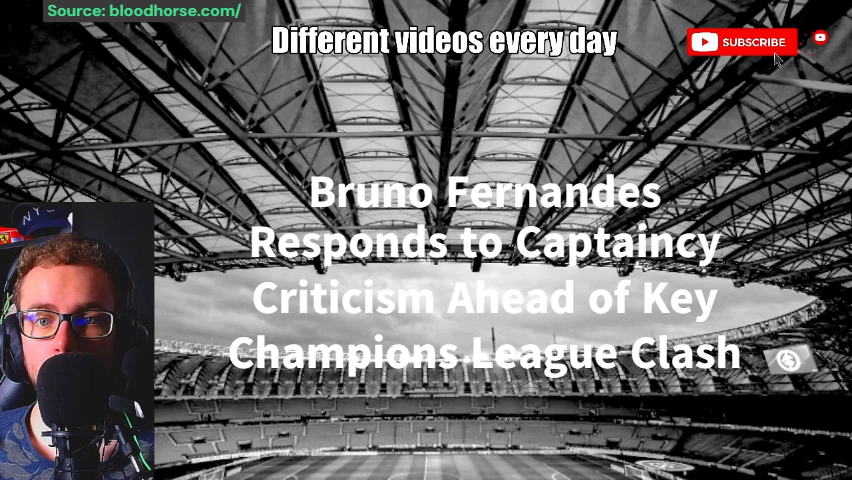 Source: bloodhorse.com/
Different videos every day
SUBSCRIBE
NYC
Bruno Fernandes
Responds to Captaincy
Criticism Ahead of Key
Champions League Clash